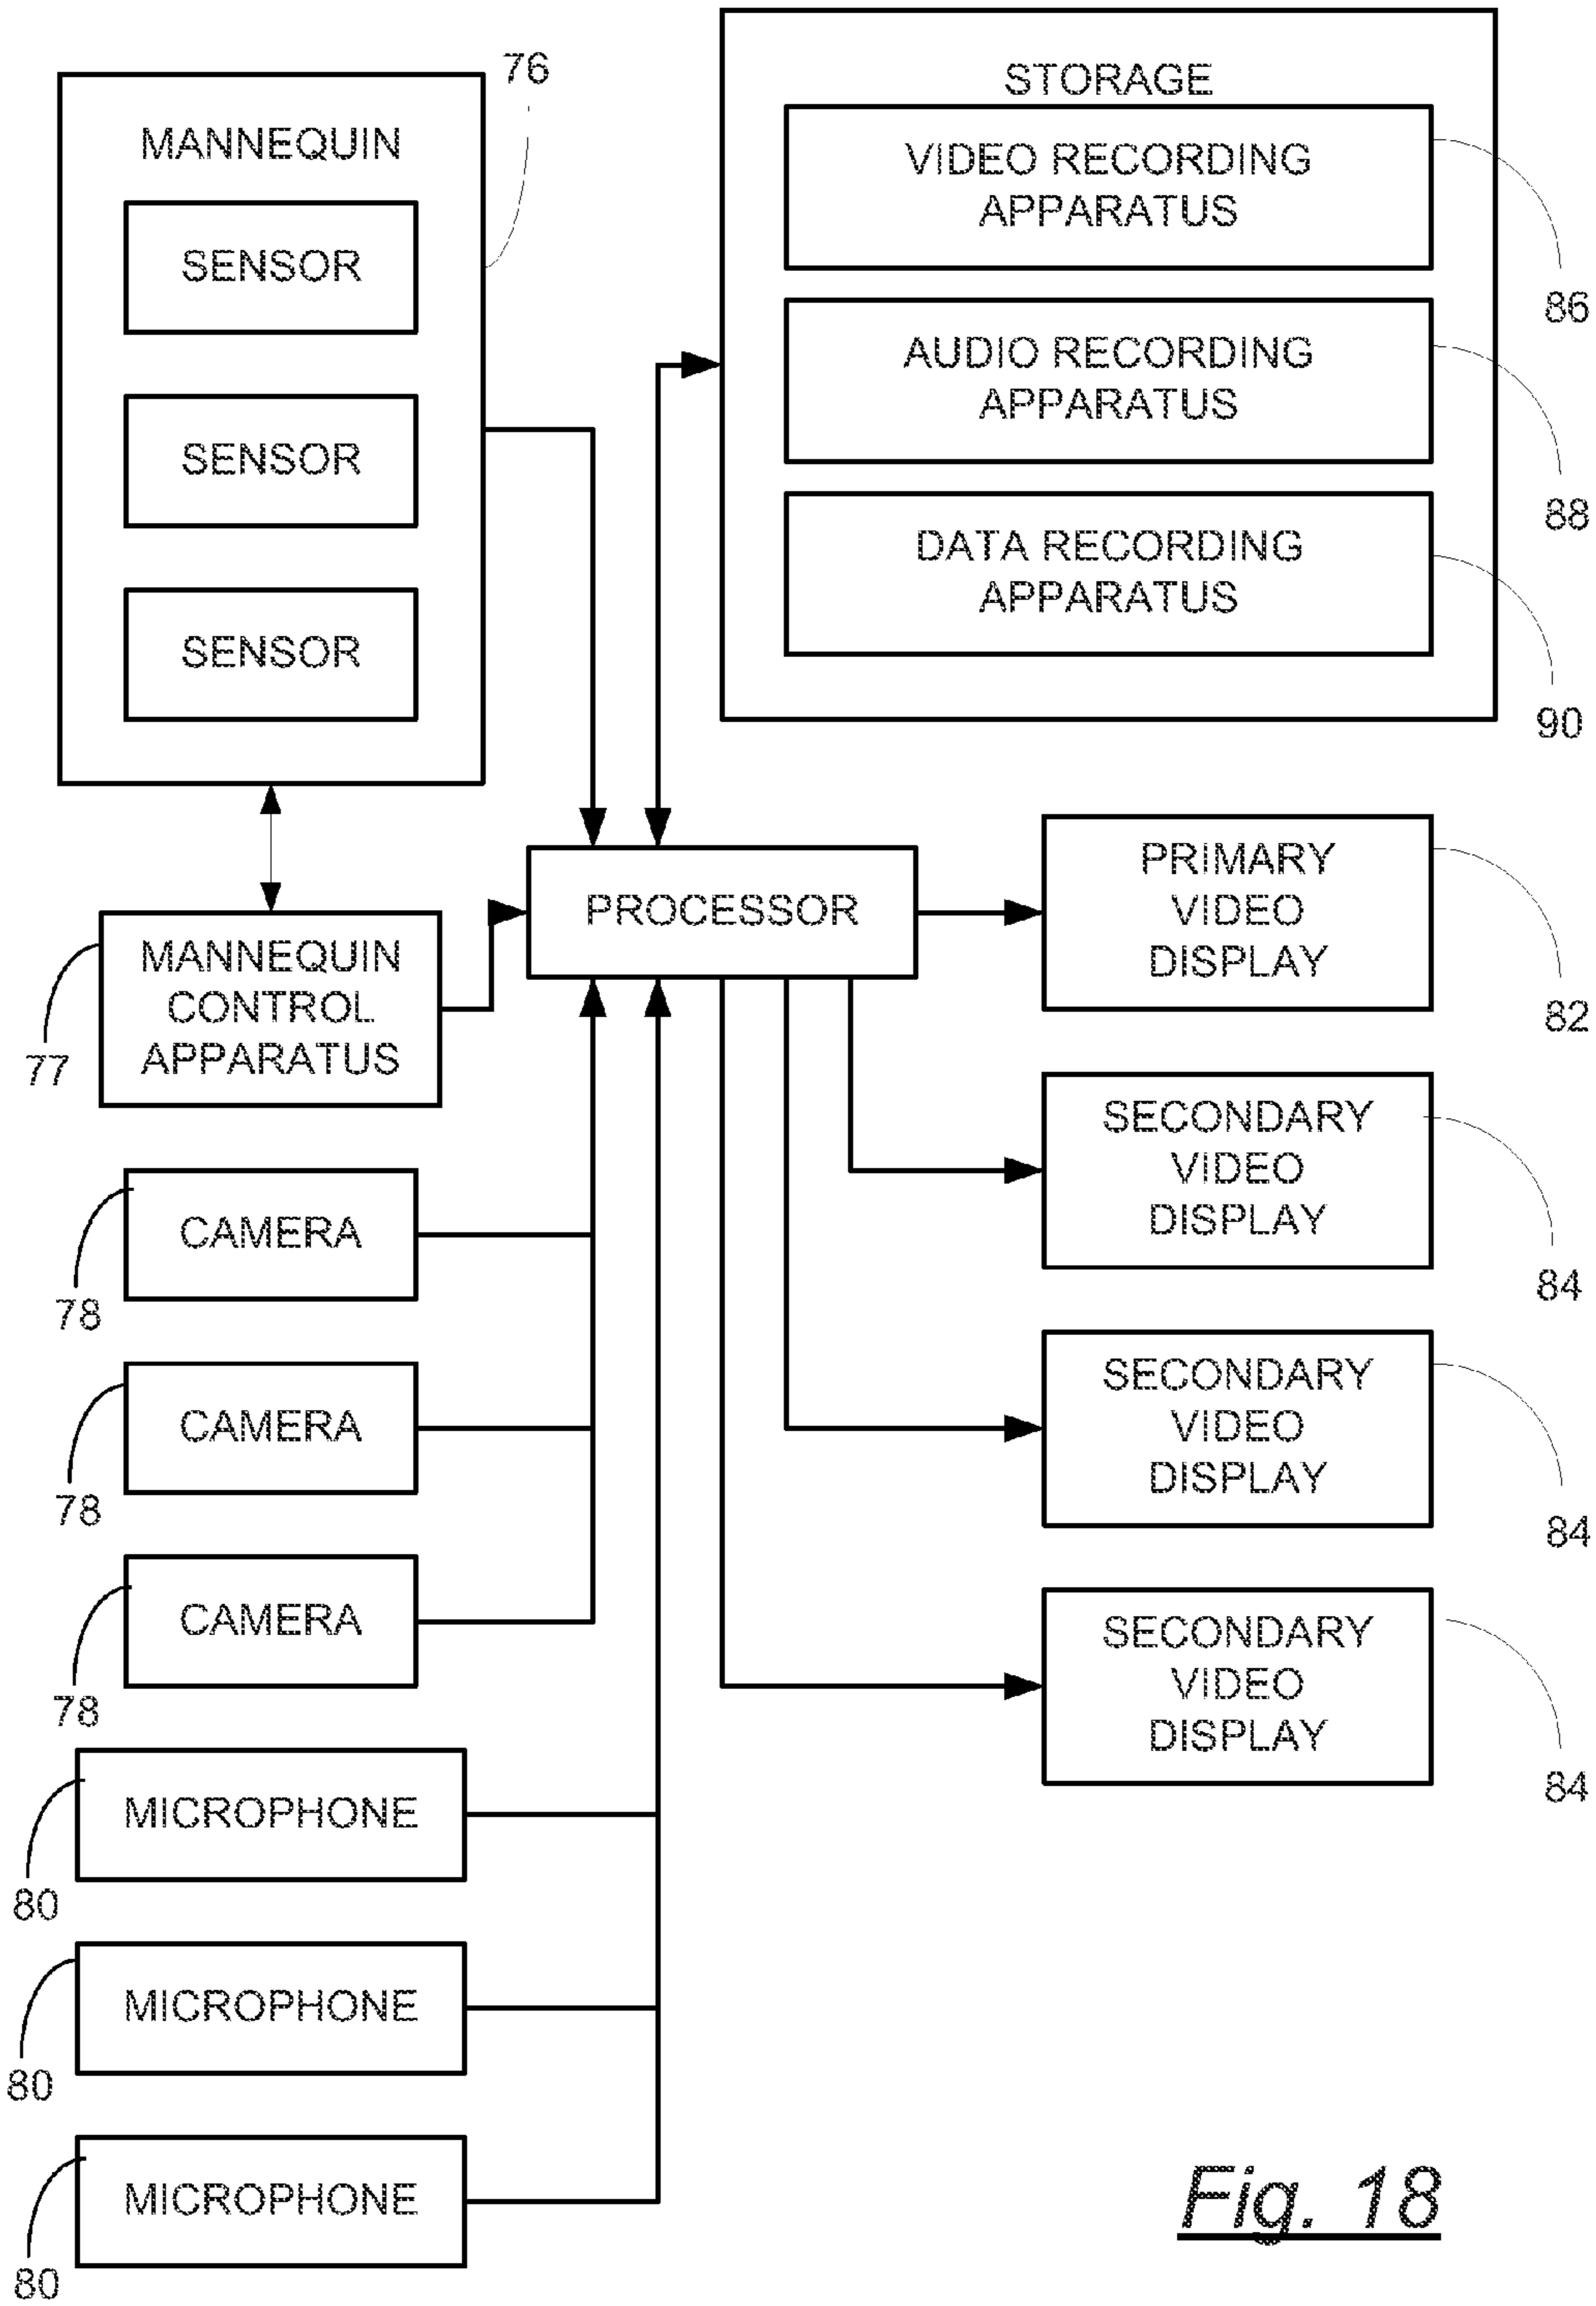 76
MANNEQUIN
SENSOR
SENSOR
SENSOR
STORAGE
VIDEO RECORDING
APPARATUS
86
AUDIO RECORDING
APPARATUS
88
DATA RECORDING
APPARATUS
90
MANNEQUIN
CONTROL
APPARATUS
77
PROCESSOR
PRIMARY
VIDEO
DISPLAY
82
SECONDARY
VIDEO
DISPLAY
84
SECONDARY
VIDEO
DISPLAY
84
SECONDARY
VIDEO
DISPLAY
84
CAMERA
78
CAMERA
78
CAMERA
78
MICROPHONE
80
MICROPHONE
80
MICROPHONE
80
Fig. 18